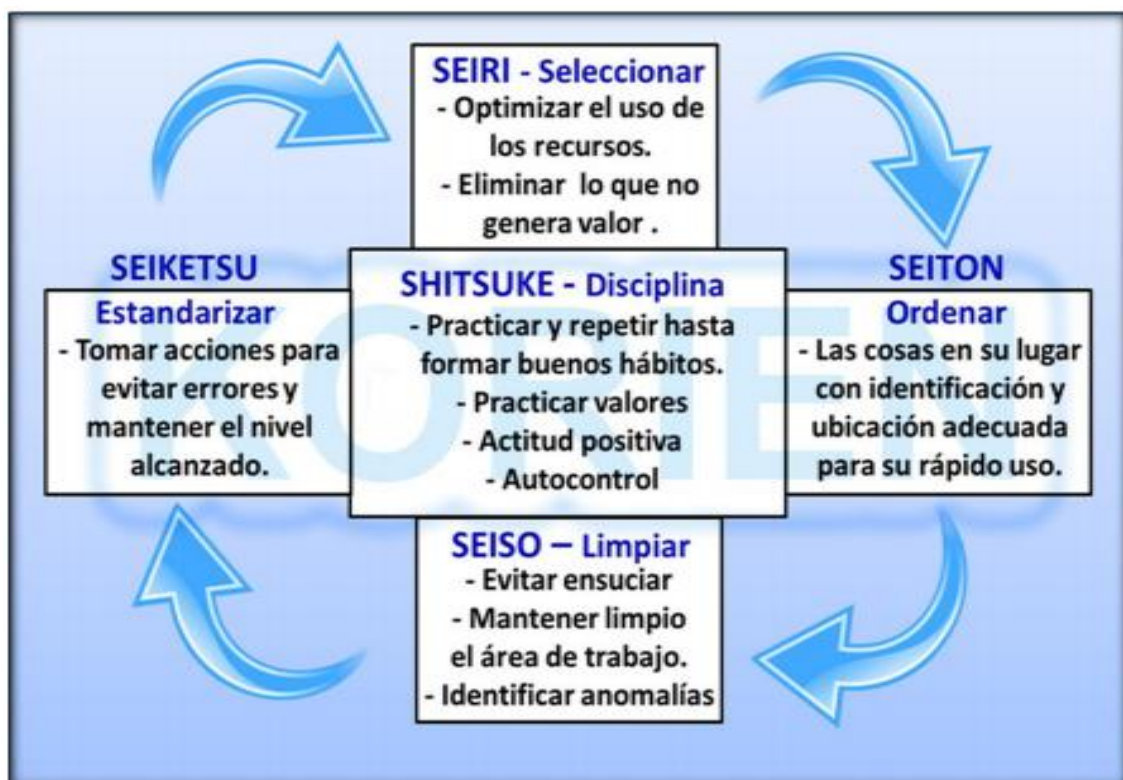 SEIRI - Seleccionar
- Optimizar el uso de
los recursos.
- Eliminar lo que no
genera valor .
SEIKETSU
Estandarizar
- Tomar acciones para
evitar errores y
mantener el nivel
alcanzado.
SHITSUKE - Disciplina
- Practicar y repetir hasta
formar buenos hábitos.
- Practicar valores
- Actitud positiva
- Autocontrol
SEITON
Ordenar
- Las cosas en su lugar
con identificación y
ubicación adecuada
para su rápido uso.
SEISO – Limpiar
- Evitar ensuciar
- Mantener limpio
el área de trabajo.
- Identificar anomalías
KORIEN